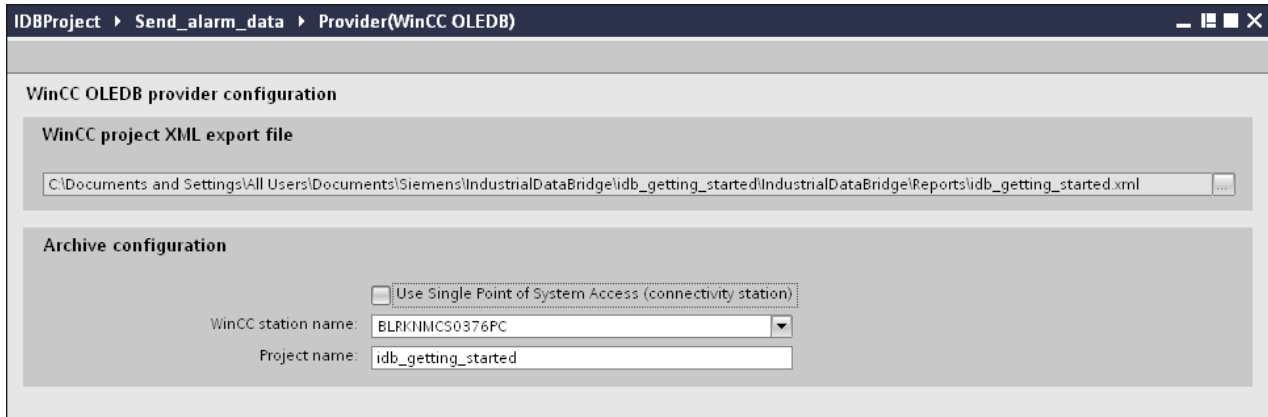 IDBProject ▸ Send_alarm_data ▸ Provider(WinCC OLEDB)
WinCC OLEDB provider configuration
WinCC project XML export file
C:\Documents and Settings\All Users\Documents\Siemens\IndustrialDataBridge\idb_getting_started\IndustrialDataBridge\Reports\idb_getting_started.xml ...
Archive configuration
Use Single Point of System Access (connectivity station)
WinCC station name: BLRKNMCS0376PC
Project name: idb_getting_started